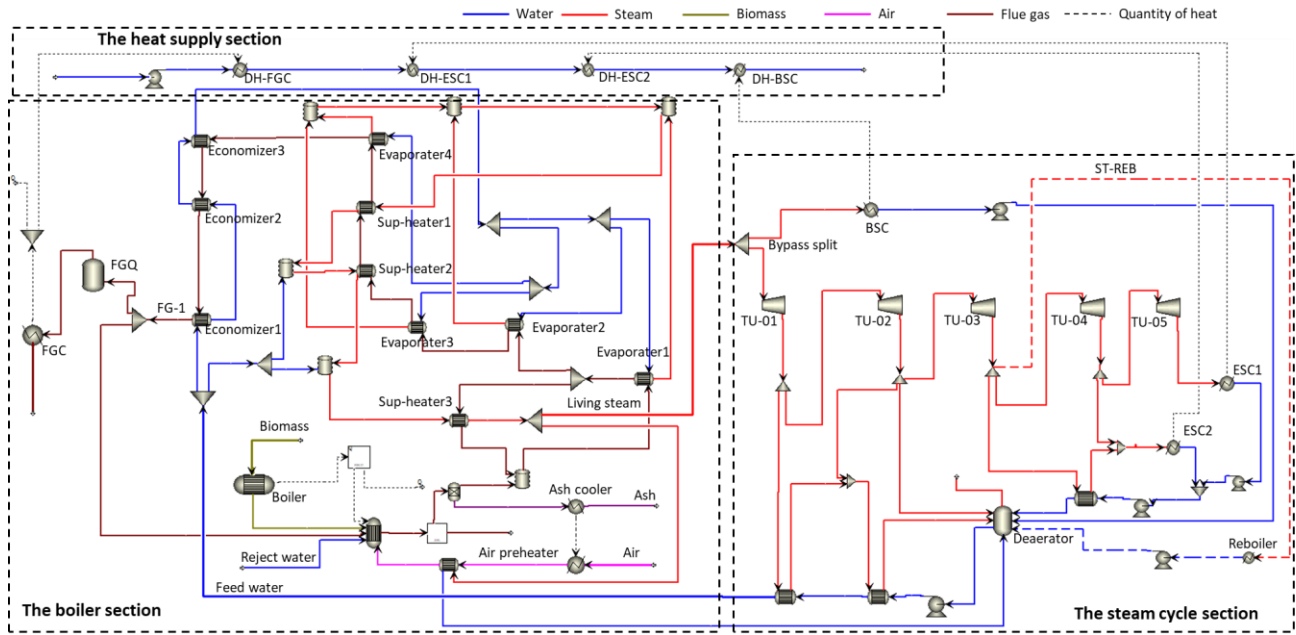 Water
Steam
Biomass
Air
Flue gas
Quantity of heat
The heat supply section
DH-FGC
DH-ESC1
DH-ESC2
DH-BSC
Economizer3
Evaporater4
ST-REB
Economizer2
Sup-heater1
BSC
Bypass split
FGQ
Sup-heater2
FG-1
Economizer1
Evaporater3
Evaporater2
TU-01
TU-02
TU-03
TU-04
TU-05
FGC
Evaporater1
ESC1
Living steam
Sup-heater3
ESC2
Biomass
Boiler
Ash cooler
Ash
Deaerator
Reboiler
Reject water
Air preheater
Air
Feed water
The boiler section
The steam cycle section